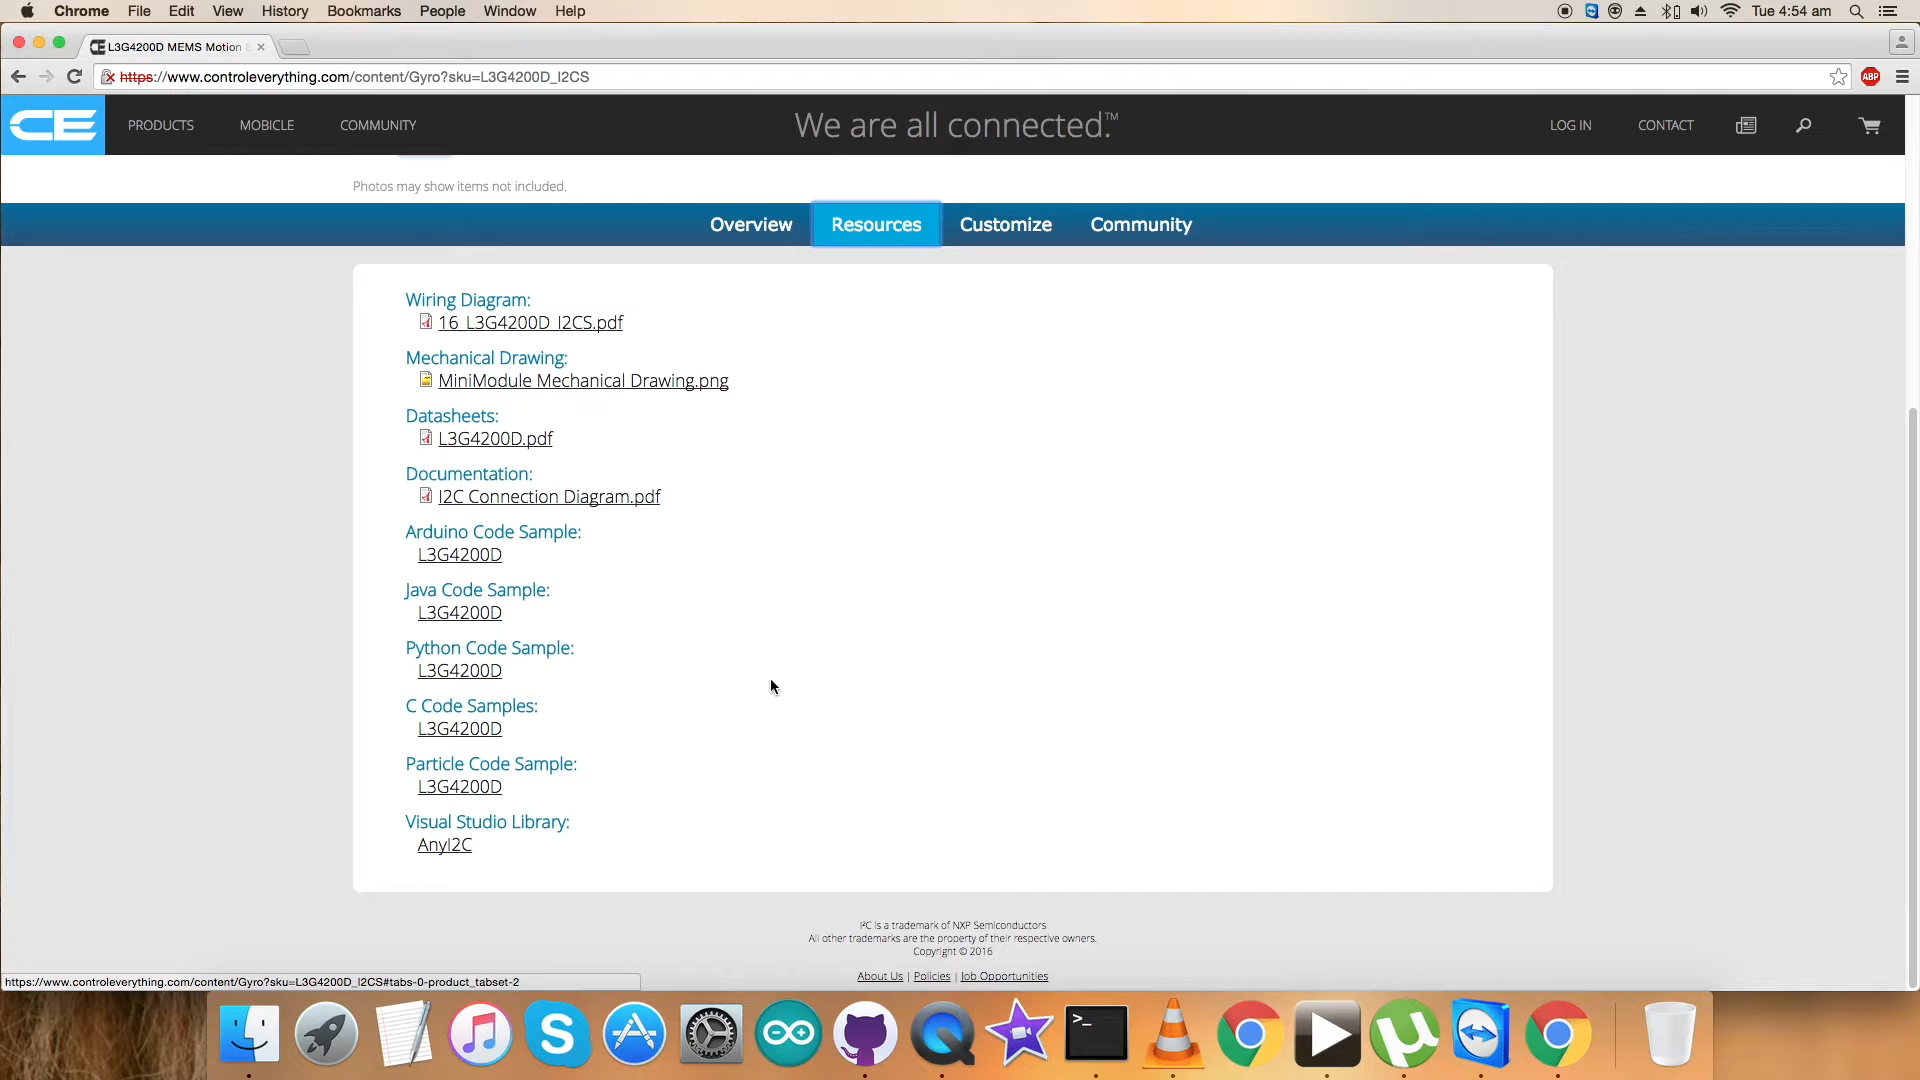 Chrome File Edit View History Bookmarks People Window Help Tue 4:54 am
L3G4200D MEMS Motion S
https://www.controleverything.com/content/Gyro?sku=L3G4200D_I2CS
ABP
CE PRODUCTS MOBICLE COMMUNITY We are all connected.™ LOG IN CONTACT
Photos may show items not included.
Overview Resources Customize Community
Wiring Diagram:
16_L3G4200D_I2CS.pdf
Mechanical Drawing:
MiniModule Mechanical Drawing.png
Datasheets:
L3G4200D.pdf
Documentation:
I2C Connection Diagram.pdf
Arduino Code Sample:
L3G4200D
Java Code Sample:
L3G4200D
Python Code Sample:
L3G4200D
C Code Samples:
L3G4200D
Particle Code Sample:
L3G4200D
Visual Studio Library:
AnyI2C
I²C is a trademark of NXP Semiconductors
All other trademarks are the property of their respective owners.
Copyright © 2016
About Us | Policies | Job Opportunities
https://www.controleverything.com/content/Gyro?sku=L3G4200D_I2CS#tabs-0-product_tabset-2